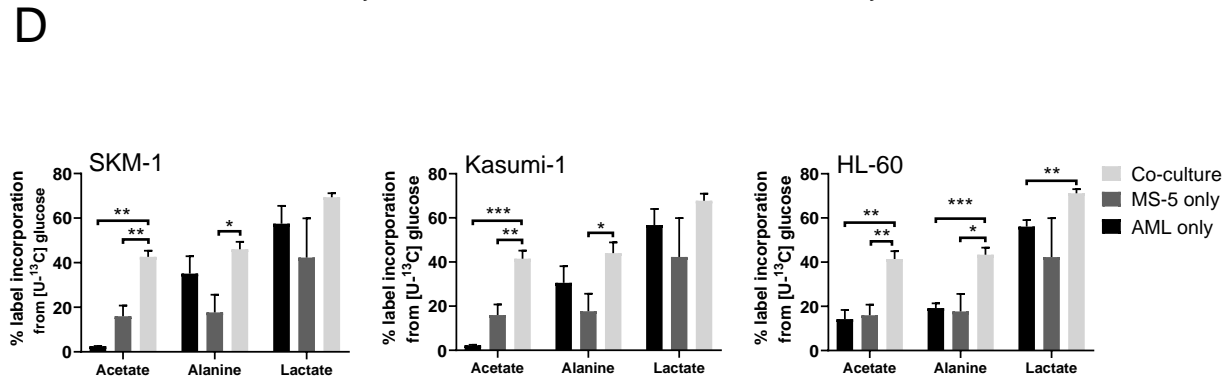 D
SKM-1
% label incorporation
from [U-¹³C] glucose
80
60
40
20
0
**
**
*
Acetate Alanine Lactate
Kasumi-1
% label incorporation
from [U-¹³C] glucose
80
60
40
20
0
***
**
*
Acetate Alanine Lactate
HL-60
% label incorporation
from [U-¹³C] glucose
80
60
40
20
0
**
**
***
*
**
Acetate Alanine Lactate
Co-culture
MS-5 only
AML only